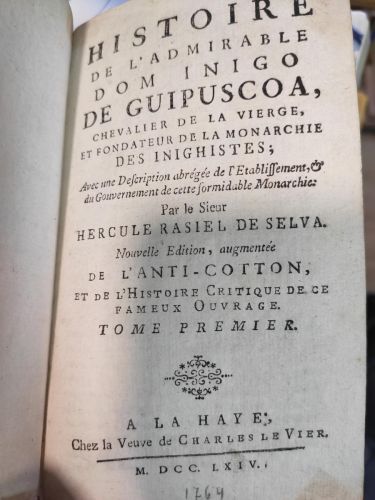 HISTOIRE
DE L'ADMIRABLE
DOM INIGO
DE GUIPUSCOA,
CHEVALIER DE LA VIERGE,
ET FONDATEUR DE LA MONARCHIE
DES INIGHISTES;
Avec une Description abrégée de l'Etablissement, &
du Gouvernement de cette formidable Monarchie.
Par le Sieur
HERCULE RASIEL DE SELVA.
Nouvelle Edition, augmentée
DE L'ANTI-COTTON,
ET DE L'HISTOIRE CRITIQUE DE CE
FAMEUX OUVRAGE.
TOME PREMIER.
A LA HAYE,
Chez la Veuve de CHARLES LE VIER.
M. DCC. LXIV.
1764